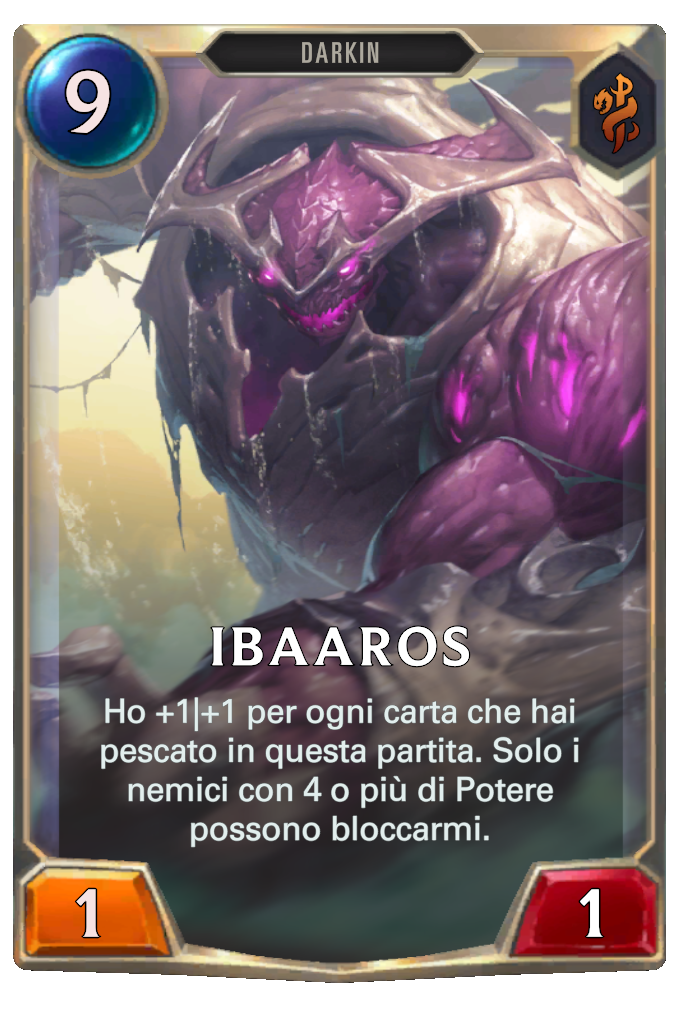 DARKIN
9
IBAAROS
Ho +1|+1 per ogni carta che hai
pescato in questa partita. Solo i
nemici con 4 o più di Potere
possono bloccarmi.
1
1